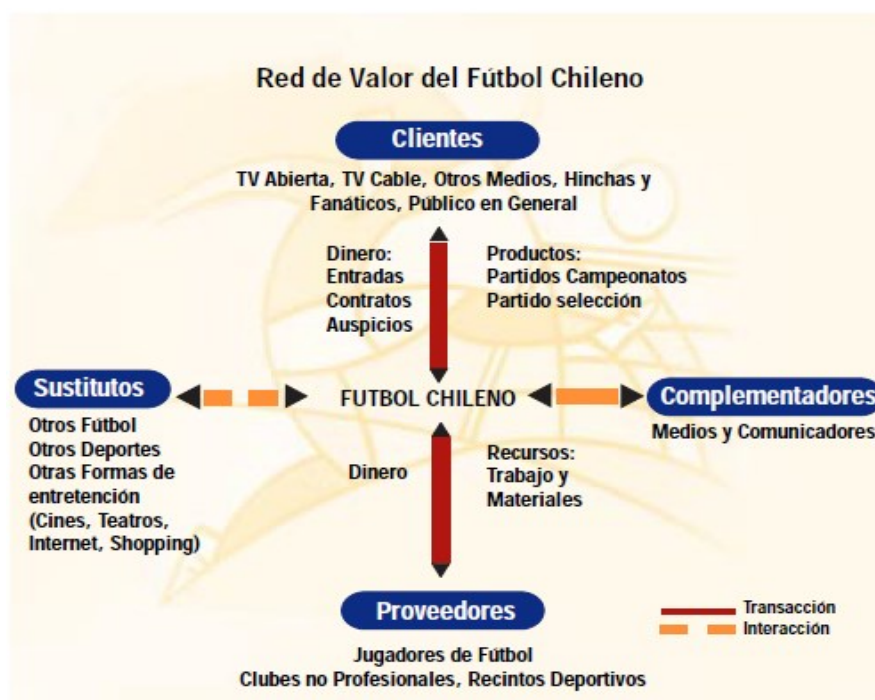 Red de Valor del Fútbol Chileno
Clientes
TV Abierta, TV Cable, Otros Medios, Hinchas y
Fanáticos, Público en General
Dinero:
Entradas
Contratos
Auspicios
Productos:
Partidos Campeonatos
Partido selección
Sustitutos
Otros Fútbol
Otros Deportes
Otras Formas de
entretención
(Cines, Teatros,
Internet, Shopping)
FUTBOL CHILENO
Complementadores
Medios y Comunicadores
Dinero
Recursos:
Trabajo y
Materiales
Proveedores
Jugadores de Fútbol
Clubes no Profesionales, Recintos Deportivos
Transacción
Interacción